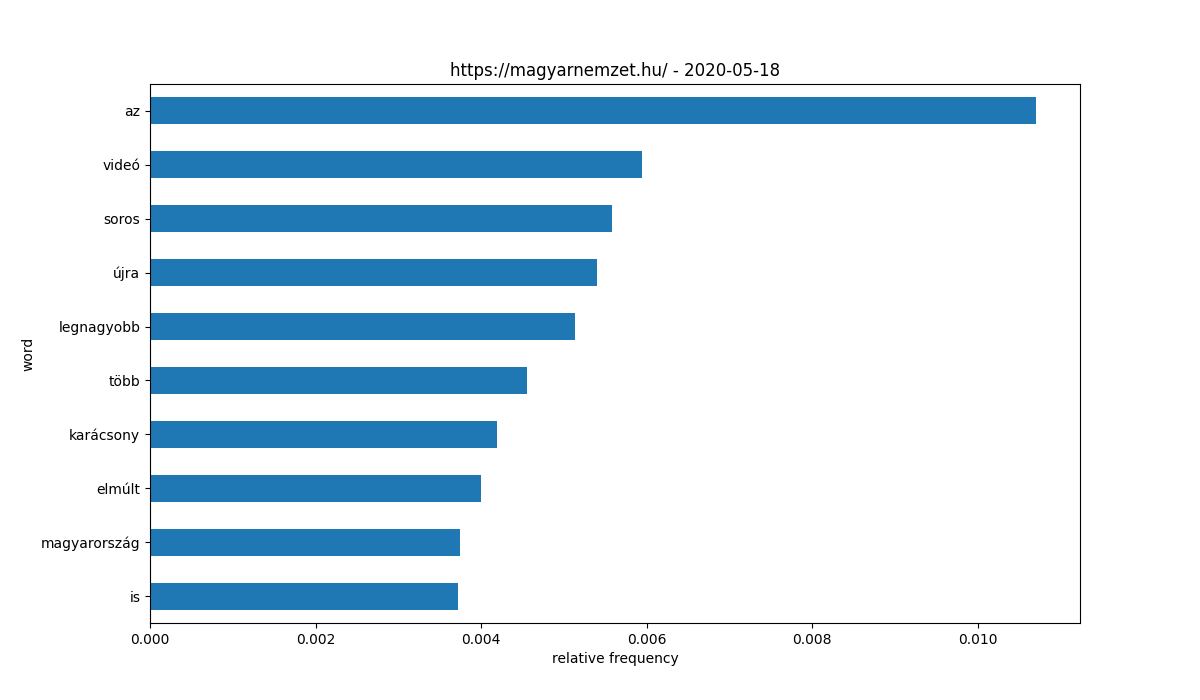 https://magyarnemzet.hu/ - 2020-05-18
az
videó
soros
újra
legnagyobb
több
karácsony
elmúlt
magyarország
is
word
0.000 0.002 0.004 0.006 0.008 0.010
relative frequency